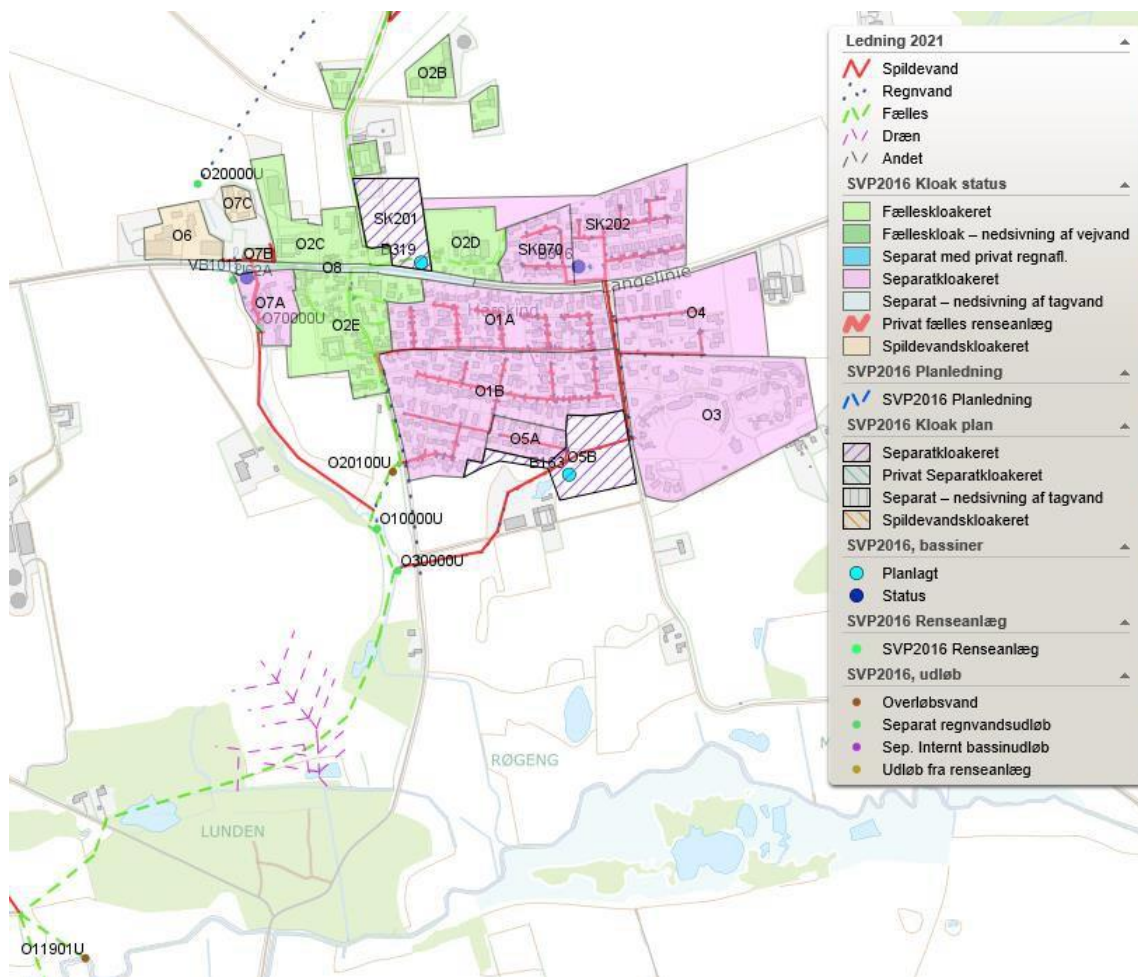 O2B
O20000U
O7C
O6
O7B
SK201
O2C
B319
O2D
O8
SK202
SK070
Langelinie
O7A
O70000U
O2E
O1A
O4
O1B
O3
O5A
O5B
O20100U
O10000U
O30000U
RØGENG
LUNDEN
O11901U
Ledning 2021
Spildevand
Regnvand
Fælles
Dræn
Andet
SVP2016 Kloak status
Fælleskloakeret
Fælleskloak – nedsivning af vejvand
Separat med privat regnafl.
Separatkloakeret
Separat – nedsivning af tagvand
Privat fælles renseanlæg
Spildevandskloakeret
SVP2016 Planledning
SVP2016 Planledning
SVP2016 Kloak plan
Separatkloakeret
Privat Separatkloakeret
Separat – nedsivning af tagvand
Spildevandskloakeret
SVP2016, bassiner
Planlagt
Status
SVP2016 Renseanlæg
SVP2016 Renseanlæg
SVP2016, udløb
Overløbsvand
Separat regnvandsudløb
Sep. Internt bassinudløb
Udløb fra renseanlæg